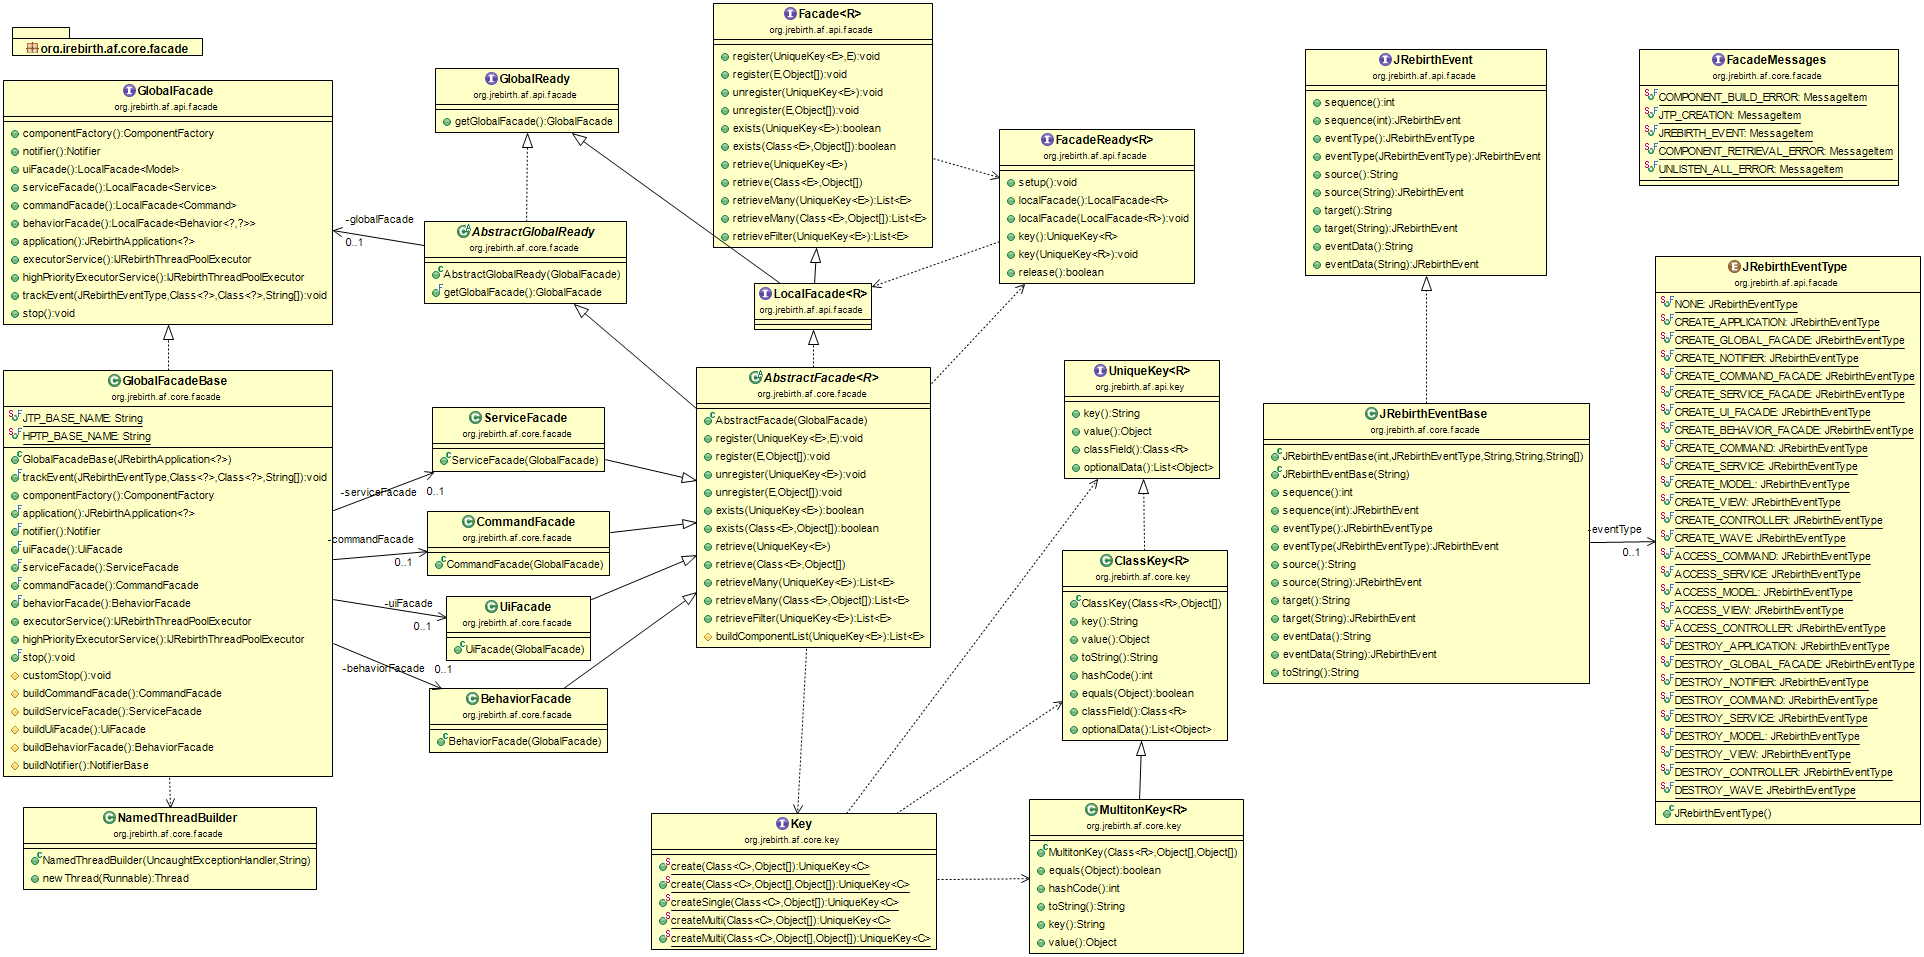 org.jrebirth.af.core.facade
GlobalFacade
org.jrebirth.af.api.facade
componentFactory():ComponentFactory
notifier():Notifier
uiFacade():LocalFacade<Model>
serviceFacade():LocalFacade<Service>
commandFacade():LocalFacade<Command>
behaviorFacade():LocalFacade<Behavior<?,?>>
application():JRebirthApplication<?>
executorService():IJRebirthThreadPoolExecutor
highPriorityExecutorService():IJRebirthThreadPoolExecutor
trackEvent(JRebirthEventType,Class<?>,Class<?>,String[]):void
stop():void
GlobalFacadeBase
org.jrebirth.af.core.facade
JTP_BASE_NAME: String
HPTP_BASE_NAME: String
GlobalFacadeBase(JRebirthApplication<?>)
trackEvent(JRebirthEventType,Class<?>,Class<?>,String[]):void
componentFactory():ComponentFactory
application():JRebirthApplication<?>
notifier():Notifier
uiFacade():UiFacade
serviceFacade():ServiceFacade
commandFacade():CommandFacade
behaviorFacade():BehaviorFacade
executorService():IJRebirthThreadPoolExecutor
highPriorityExecutorService():IJRebirthThreadPoolExecutor
stop():void
customStop():void
buildCommandFacade():CommandFacade
buildServiceFacade():ServiceFacade
buildUiFacade():UiFacade
buildBehaviorFacade():BehaviorFacade
buildNotifier():NotifierBase
NamedThreadBuilder
org.jrebirth.af.core.facade
NamedThreadBuilder(UncaughtExceptionHandler,String)
newThread(Runnable):Thread
GlobalReady
org.jrebirth.af.api.facade
getGlobalFacade():GlobalFacade
-globalFacade
0..1
AbstractGlobalReady
org.jrebirth.af.core.facade
AbstractGlobalReady(GlobalFacade)
getGlobalFacade():GlobalFacade
ServiceFacade
org.jrebirth.af.core.facade
ServiceFacade(GlobalFacade)
-serviceFacade
0..1
CommandFacade
org.jrebirth.af.core.facade
CommandFacade(GlobalFacade)
-commandFacade
0..1
UiFacade
org.jrebirth.af.core.facade
UiFacade(GlobalFacade)
-uiFacade
0..1
BehaviorFacade
org.jrebirth.af.core.facade
BehaviorFacade(GlobalFacade)
-behaviorFacade
0..1
Facade<R>
org.jrebirth.af.api.facade
register(UniqueKey<E>,E):void
register(E,Object[]):void
unregister(UniqueKey<E>):void
unregister(E,Object[]):void
exists(UniqueKey<E>):boolean
exists(Class<E>,Object[]):boolean
retrieve(UniqueKey<E>)
retrieve(Class<E>,Object[])
retrieveMany(UniqueKey<E>):List<E>
retrieveMany(Class<E>,Object[]):List<E>
retrieveFilter(UniqueKey<E>):List<E>
LocalFacade<R>
org.jrebirth.af.api.facade
AbstractFacade<R>
org.jrebirth.af.core.facade
AbstractFacade(GlobalFacade)
register(UniqueKey<E>,E):void
register(E,Object[]):void
unregister(UniqueKey<E>):void
unregister(E,Object[]):void
exists(UniqueKey<E>):boolean
exists(Class<E>,Object[]):boolean
retrieve(UniqueKey<E>)
retrieve(Class<E>,Object[])
retrieveMany(UniqueKey<E>):List<E>
retrieveMany(Class<E>,Object[]):List<E>
retrieveFilter(UniqueKey<E>):List<E>
buildComponentList(UniqueKey<E>):List<E>
Key
org.jrebirth.af.core.key
create(Class<C>,Object[]):UniqueKey<C>
create(Class<C>,Object[],Object[]):UniqueKey<C>
createSingle(Class<C>,Object[]):UniqueKey<C>
createMulti(Class<C>,Object[]):UniqueKey<C>
createMulti(Class<C>,Object[],Object[]):UniqueKey<C>
FacadeReady<R>
org.jrebirth.af.api.facade
setup():void
localFacade():LocalFacade<R>
localFacade(LocalFacade<R>):void
key():UniqueKey<R>
key(UniqueKey<R>):void
release():boolean
UniqueKey<R>
org.jrebirth.af.api.key
key():String
value():Object
classField():Class<R>
optionalData():List<Object>
ClassKey<R>
org.jrebirth.af.core.key
ClassKey(Class<R>,Object[])
key():String
value():Object
toString():String
hashCode():int
equals(Object):boolean
classField():Class<R>
optionalData():List<Object>
MultitonKey<R>
org.jrebirth.af.core.key
MultitonKey(Class<R>,Object[],Object[])
equals(Object):boolean
hashCode():int
toString():String
key():String
value():Object
JRebirthEvent
org.jrebirth.af.api.facade
sequence():int
sequence(int):JRebirthEvent
eventType():JRebirthEventType
eventType(JRebirthEventType):JRebirthEvent
source():String
source(String):JRebirthEvent
target():String
target(String):JRebirthEvent
eventData():String
eventData(String):JRebirthEvent
JRebirthEventBase
org.jrebirth.af.core.facade
JRebirthEventBase(int,JRebirthEventType,String,String,String[])
JRebirthEventBase(String)
sequence():int
sequence(int):JRebirthEvent
eventType():JRebirthEventType
eventType(JRebirthEventType):JRebirthEvent
source():String
source(String):JRebirthEvent
target():String
target(String):JRebirthEvent
eventData():String
eventData(String):JRebirthEvent
toString():String
-eventType
0..1
FacadeMessages
org.jrebirth.af.core.facade
COMPONENT_BUILD_ERROR: MessageItem
JTP_CREATION: MessageItem
JREBIRTH_EVENT: MessageItem
COMPONENT_RETRIEVAL_ERROR: MessageItem
UNLISTEN_ALL_ERROR: MessageItem
JRebirthEventType
org.jrebirth.af.api.facade
NONE: JRebirthEventType
CREATE_APPLICATION: JRebirthEventType
CREATE_GLOBAL_FACADE: JRebirthEventType
CREATE_NOTIFIER: JRebirthEventType
CREATE_COMMAND_FACADE: JRebirthEventType
CREATE_SERVICE_FACADE: JRebirthEventType
CREATE_UI_FACADE: JRebirthEventType
CREATE_BEHAVIOR_FACADE: JRebirthEventType
CREATE_COMMAND: JRebirthEventType
CREATE_SERVICE: JRebirthEventType
CREATE_MODEL: JRebirthEventType
CREATE_VIEW: JRebirthEventType
CREATE_CONTROLLER: JRebirthEventType
CREATE_WAVE: JRebirthEventType
ACCESS_COMMAND: JRebirthEventType
ACCESS_SERVICE: JRebirthEventType
ACCESS_MODEL: JRebirthEventType
ACCESS_VIEW: JRebirthEventType
ACCESS_CONTROLLER: JRebirthEventType
DESTROY_APPLICATION: JRebirthEventType
DESTROY_GLOBAL_FACADE: JRebirthEventType
DESTROY_NOTIFIER: JRebirthEventType
DESTROY_COMMAND: JRebirthEventType
DESTROY_SERVICE: JRebirthEventType
DESTROY_MODEL: JRebirthEventType
DESTROY_VIEW: JRebirthEventType
DESTROY_CONTROLLER: JRebirthEventType
DESTROY_WAVE: JRebirthEventType
JRebirthEventType()